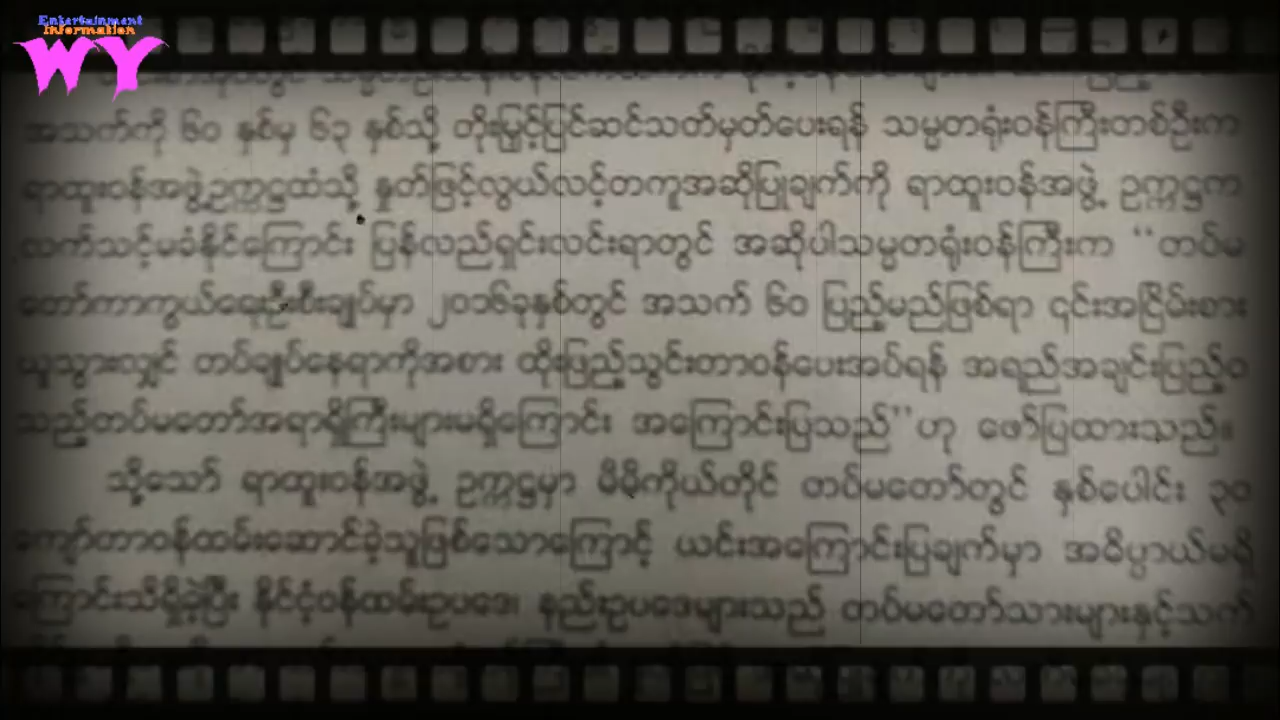 Entertainment
Information
WY
အသက်ကို ၆၀ နှစ်မှ ၆၃ နှစ်သို့ တိုးမြှင့်ပြင်ဆင်သတ်မှတ်ပေးရန် သမ္မတရုံးဝန်ကြီးတစ်ဦးက
ရာထူးဝန်အဖွဲ့ဥက္ကဋ္ဌထံသို့ နှုတ်ဖြင့်လွယ်လင့်တကူအဆိုပြုချက်ကို ရာထူးဝန်အဖွဲ့ ဥက္ကဋ္ဌက
လက်သင့်မခံနိုင်ကြောင်း ပြန်လည်ရှင်းလင်းရာတွင် အဆိုပါသမ္မတရုံးဝန်ကြီးက “တပ်မ
တော်ကာကွယ်ရေးဦးစီးချုပ်မှာ ၂၀၁၆ခုနှစ်တွင် အသက် ၆၀ ပြည့်မည်ဖြစ်ရာ ၎င်းအငြိမ်းစား
ယူသွားလျှင် တပ်ချုပ်နေရာကိုအစား ထိုးဖြည့်သွင်းတာဝန်ပေးအပ်ရန် အရည်အချင်းပြည့်ဝ
သည့်တပ်မတော်အရာရှိကြီးများမရှိကြောင်း အကြောင်းပြသည်”ဟု ဖော်ပြထားသည်။
သို့သော် ရာထူးဝန်အဖွဲ့ ဥက္ကဋ္ဌမှာ မိမိကိုယ်တိုင် တပ်မတော်တွင် နှစ်ပေါင်း ၃၀
ကျော်တာဝန်ထမ်းဆောင်ခဲ့သူဖြစ်သောကြောင့် ယင်းအကြောင်းပြချက်မှာ အဓိပ္ပာယ်မရှိ
ကြောင်းသိရှိခဲ့ပြီး နိုင်ငံ့ဝန်ထမ်းဥပဒေ၊ နည်းဥပဒေများသည် တပ်မတော်သားများနှင့်သက်